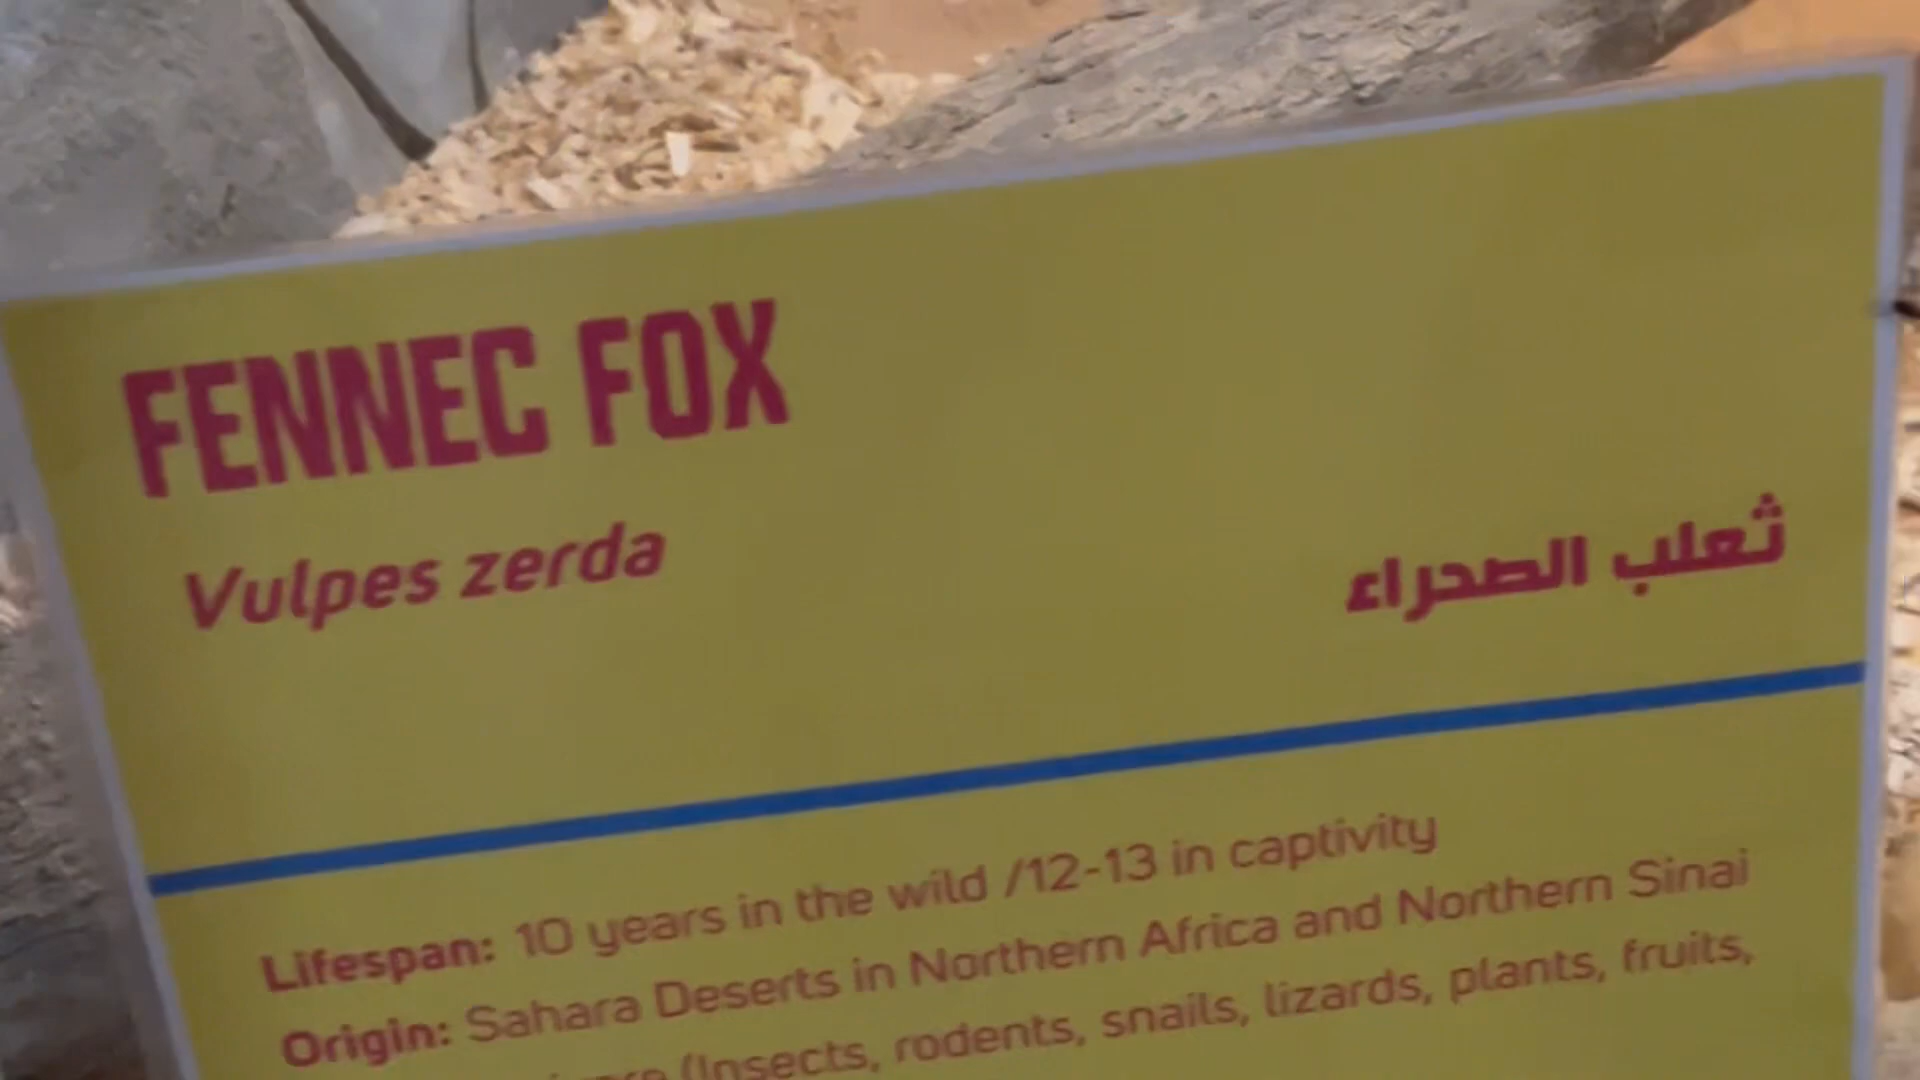 FENNEC FOX
Vulpes zerda
ثعلب الصحراء
Lifespan: 10 years in the wild /12-13 in captivity
Origin: Sahara Deserts in Northern Africa and Northern Sinai
(Insects, rodents, snails, lizards, plants, fruits,